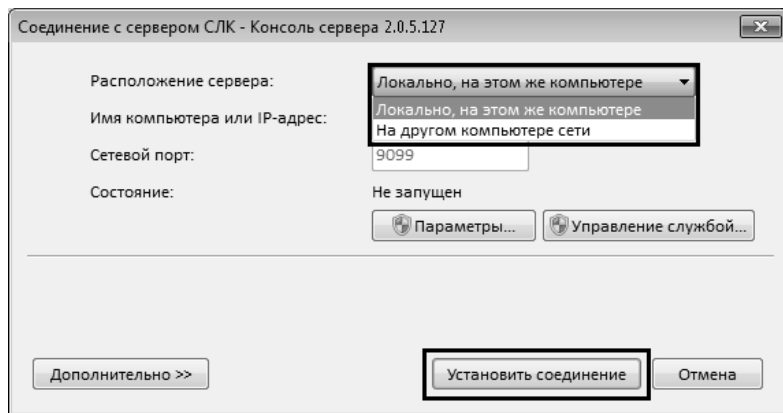 Соединение с сервером СЛК - Консоль сервера 2.0.5.127
Расположение сервера:
Локально, на этом же компьютере
Локально, на этом же компьютере
Имя компьютера или IP-адрес:
На другом компьютере сети
Сетевой порт:
9099
Состояние:
Не запущен
Параметры...
Управление службой...
Дополнительно >>
Установить соединение
Отмена